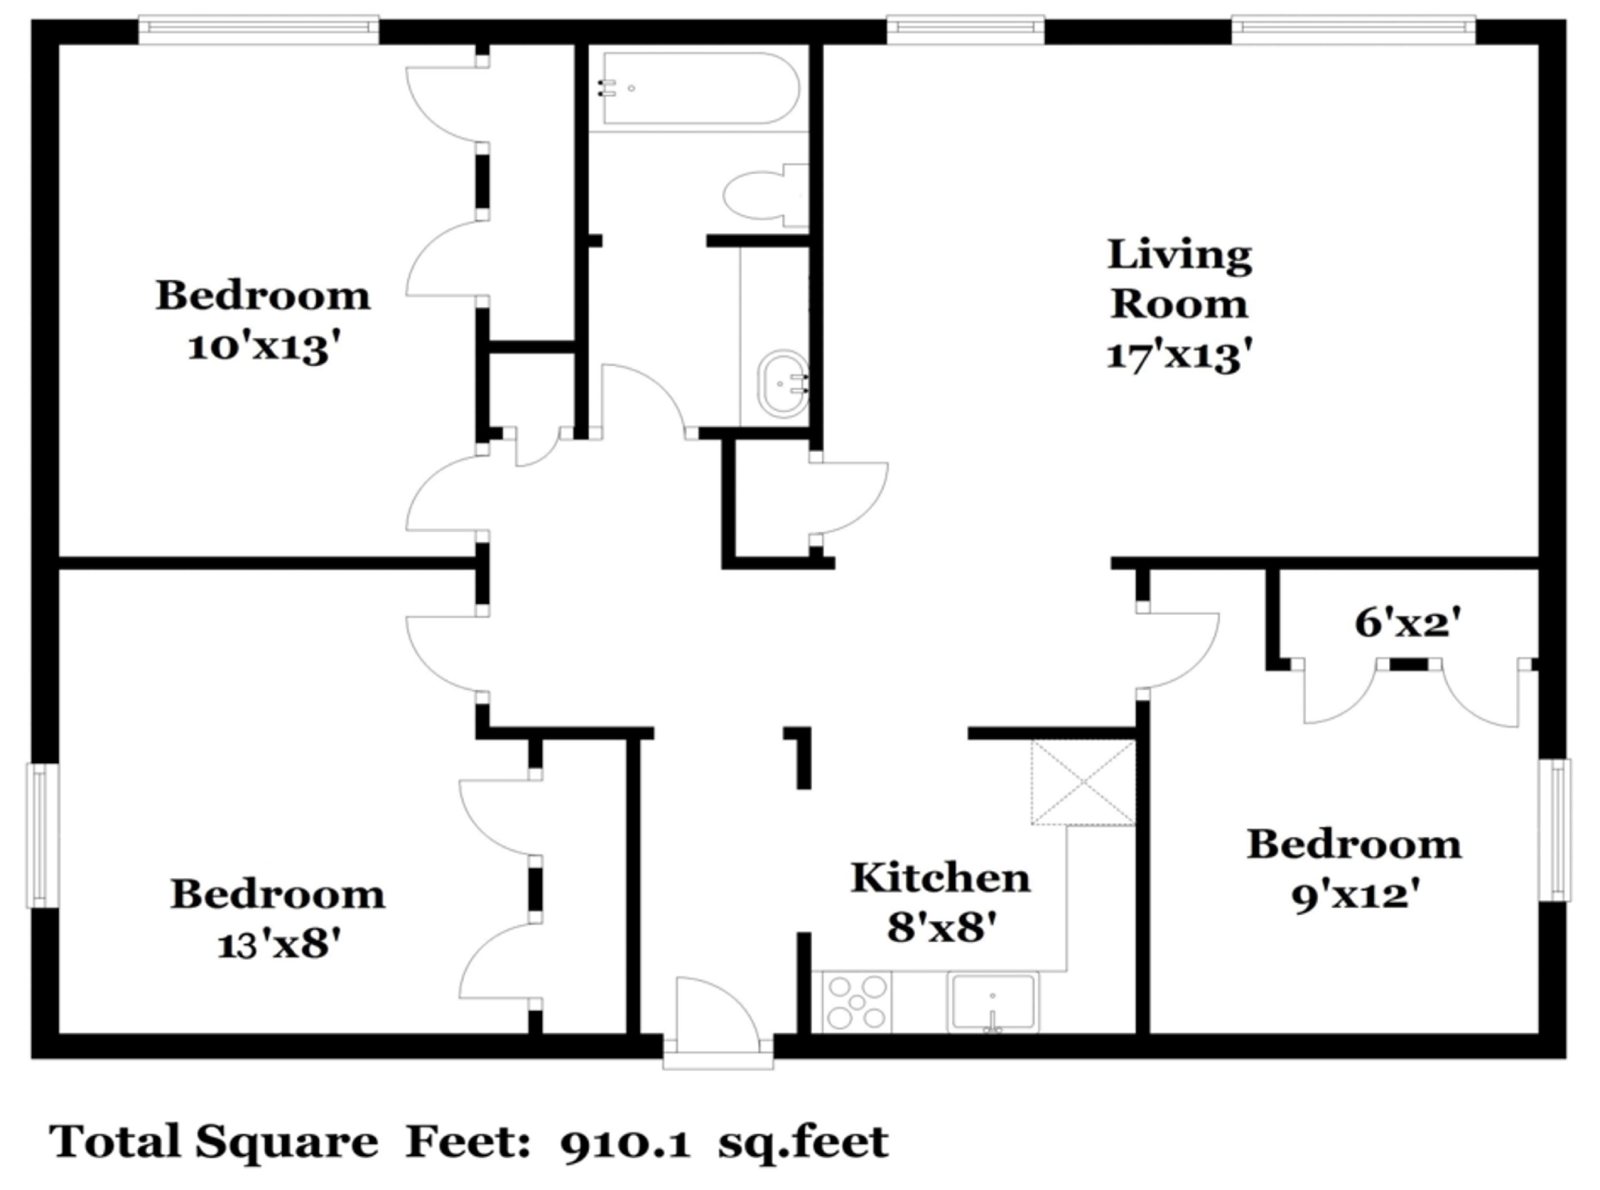 Bedroom
10'x13'
Living
Room
17'x13'
6'x2'
Bedroom
13'x8'
Kitchen
8'x8'
Bedroom
9'x12'
Total Square Feet: 910.1 sq.feet